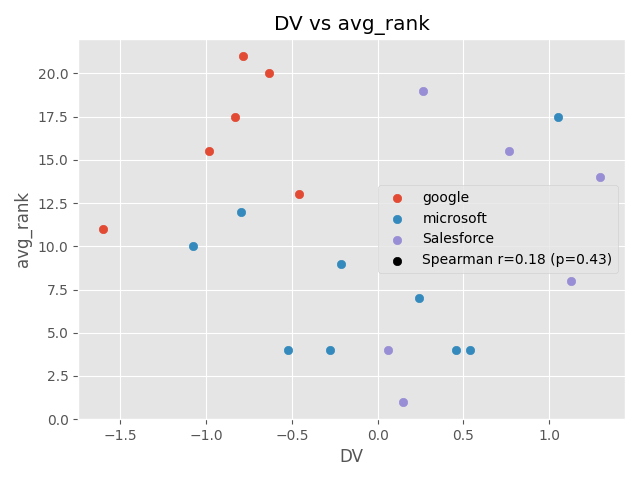 DV vs avg_rank
avg_rank
20.0
17.5
15.0
12.5
10.0
7.5
5.0
2.5
0.0
google
microsoft
Salesforce
Spearman r=0.18 (p=0.43)
−1.5 −1.0 −0.5 0.0 0.5 1.0
DV